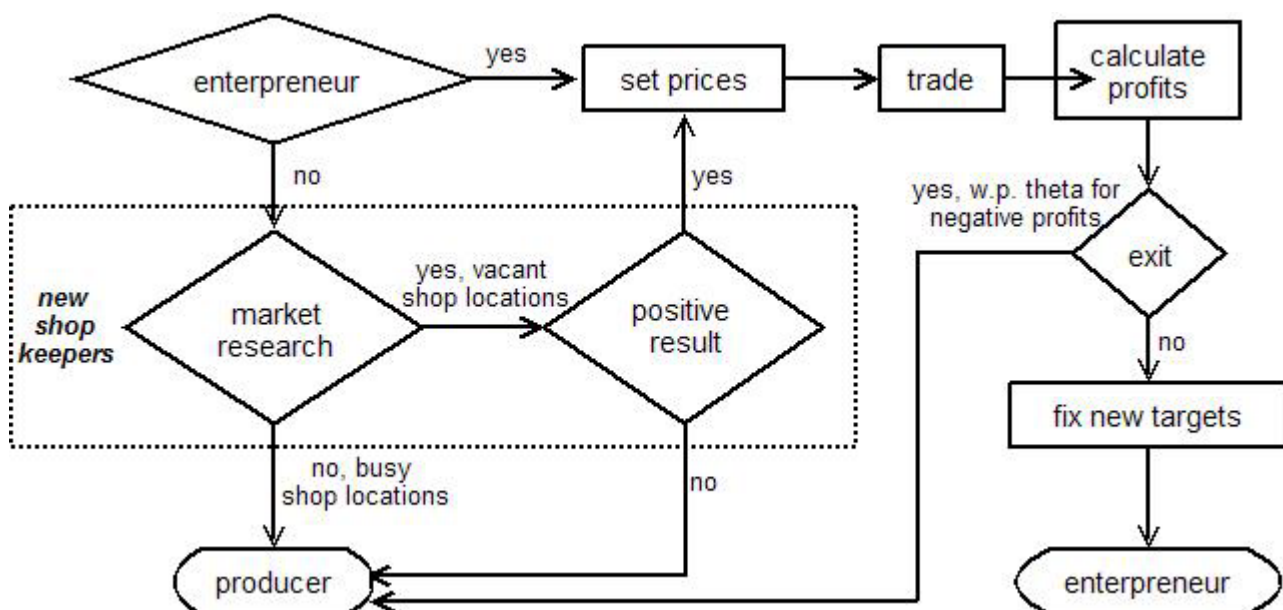 enterpreneur
yes
set prices
trade
calculate
profits
no
yes
yes, w.p. theta for
negative profits
exit
new
shop
keepers
market
research
yes, vacant
shop locations
positive
result
no
fix new targets
no, busy
shop locations
no
producer
enterpreneur